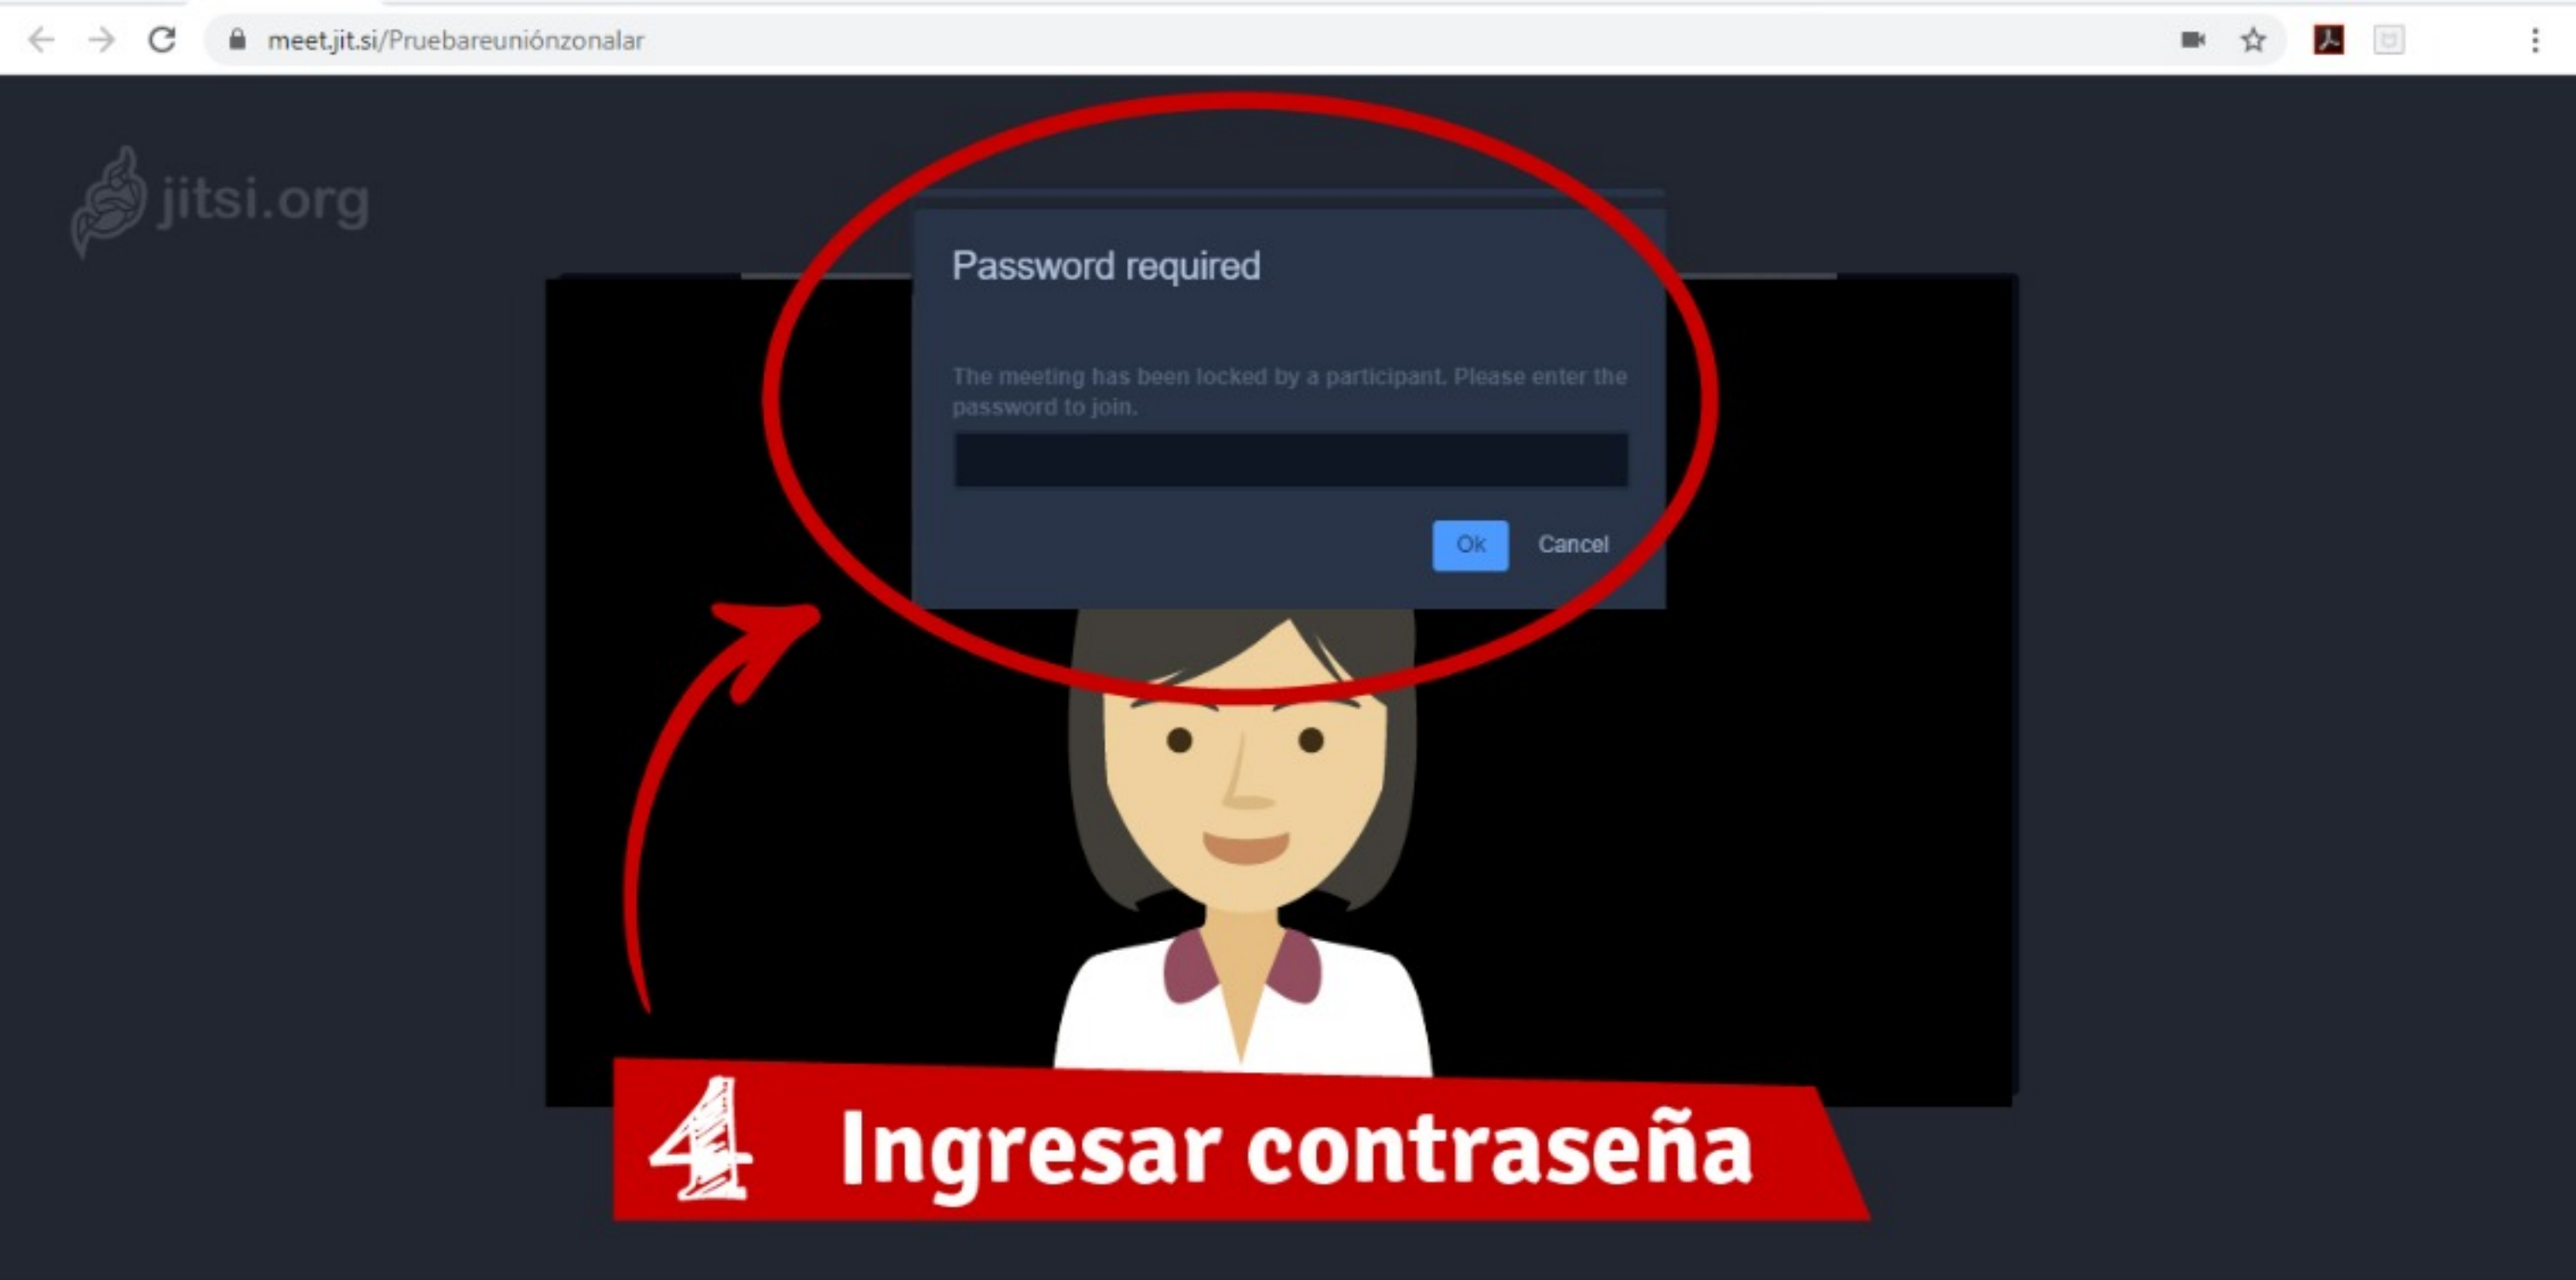 meet.jit.si/Pruebareuniónzonalar
jitsi.org
Password required
The meeting has been locked by a participant. Please enter the
password to join.
Ok
Cancel
4 Ingresar contraseña